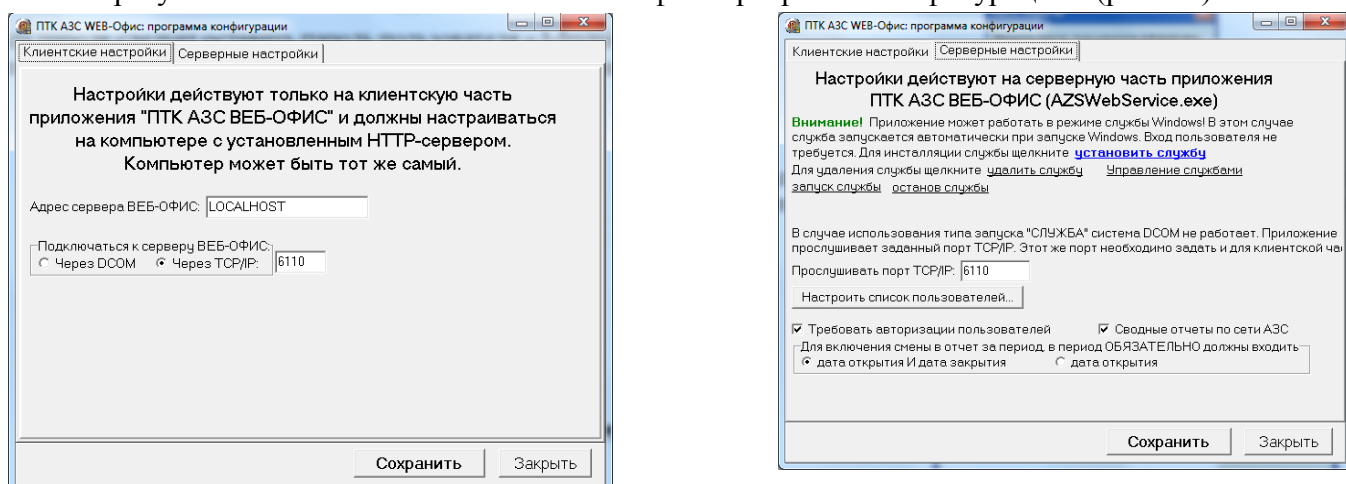 ПТК АЗС WEB-Офис: программа конфигурации
Клиентские настройки Серверные настройки
Настройки действуют только на клиентскую часть
приложения "ПТК АЗС ВЕБ-ОФИС" и должны настраиваться
на компьютере с установленным HTTP-сервером.
Компьютер может быть тот же самый.
Адрес сервера ВЕБ-ОФИС: LOCALHOST
Подключаться к серверу ВЕБ-ОФИС:
Через DCOM Через TCP/IP: 6110
Сохранить Закрыть
ПТК АЗС WEB-Офис: программа конфигурации
Клиентские настройки Серверные настройки
Настройки действуют на серверную часть приложения
ПТК АЗС ВЕБ-ОФИС (AZSWebService.exe)
Внимание! Приложение может работать в режиме службы Windows! В этом случае
служба запускается автоматически при запуске Windows. Вход пользователя не
требуется. Для инсталляции службы щелкните установить службу
Для удаления службы щелкните удалить службу Управление службами
запуск службы останов службы
В случае использования типа запуска "СЛУЖБА" система DCOM не работает. Приложение
прослушивает заданный порт TCP/IP. Этот же порт необходимо задать и для клиентской ча
Прослушивать порт TCP/IP: 6110
Настроить список пользователей...
Требовать авторизации пользователей Сводные отчеты по сети АЗС
Для включения смены в отчет за период, в период ОБЯЗАТЕЛЬНО должны входить
дата открытия И дата закрытия дата открытия
Сохранить Закрыть